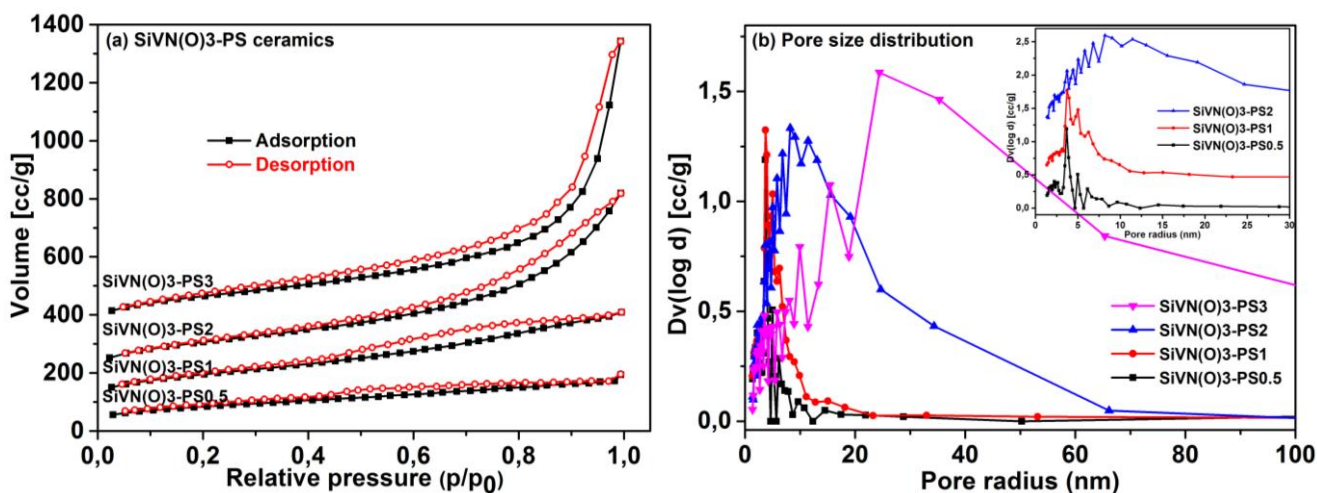 (a) SiVN(O)3-PS ceramics
Volume [cc/g]
1400
1200
1000
800
600
400
200
0
Adsorption
Desorption
SiVN(O)3-PS3
SiVN(O)3-PS2
SiVN(O)3-PS1
SiVN(O)3-PS0.5
0,0 0,2 0,4 0,6 0,8 1,0
Relative pressure (p/p0)
(b) Pore size distribution
Dv(log d) [cc/g]
1,5
1,0
0,5
0,0
SiVN(O)3-PS3
SiVN(O)3-PS2
SiVN(O)3-PS1
SiVN(O)3-PS0.5
0 20 40 60 80 100
Pore radius (nm)
Dv(log d) [cc/g]
2,5
2,0
1,5
1,0
0,5
0,0
SiVN(O)3-PS2
SiVN(O)3-PS1
SiVN(O)3-PS0.5
0 5 10 15 20 25 30
Pore radius (nm)